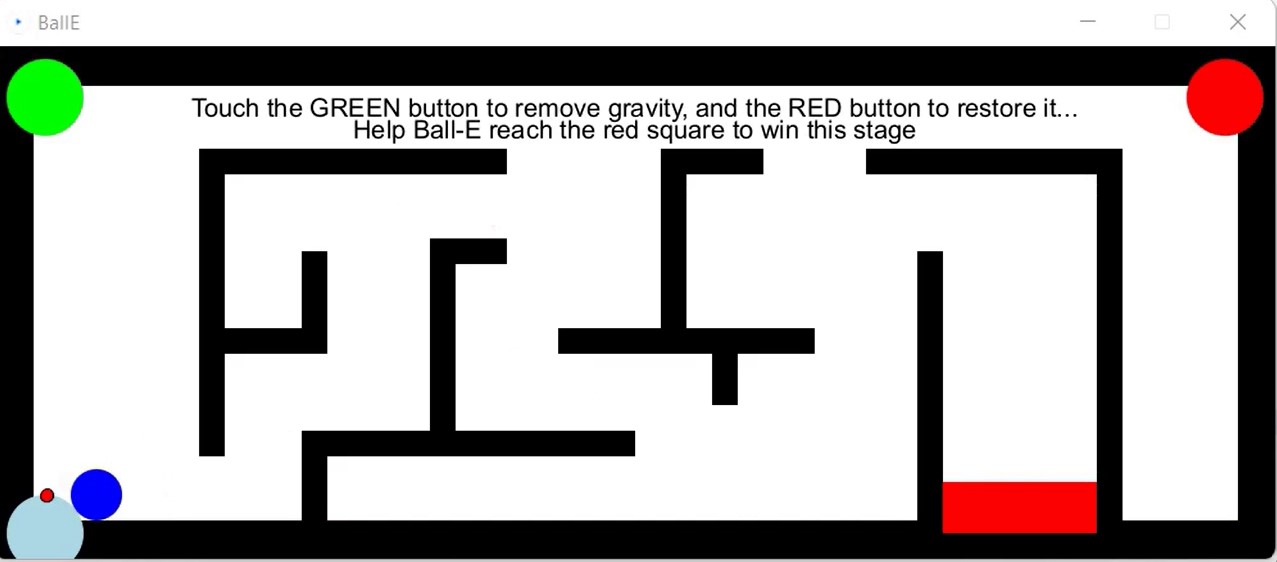 BallE
Touch the GREEN button to remove gravity, and the RED button to restore it...
Help Ball-E reach the red square to win this stage